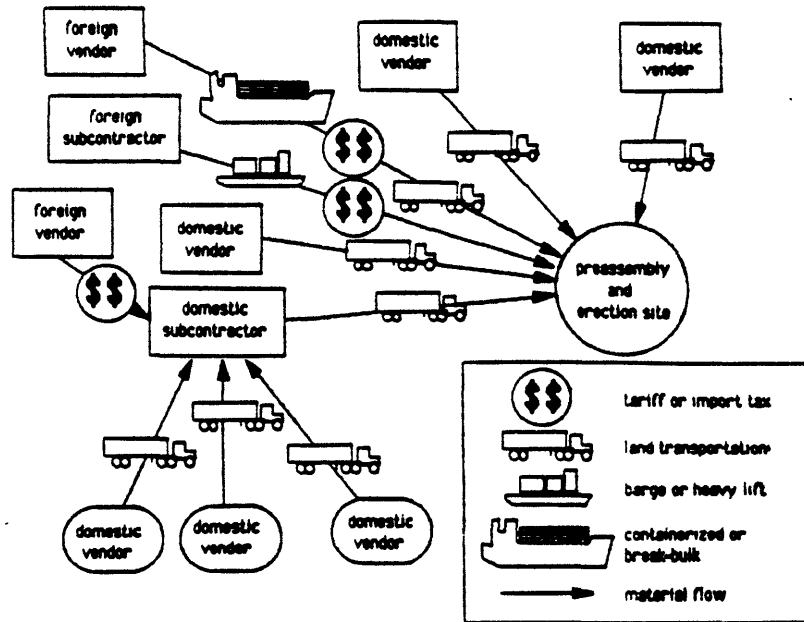 foreign
vendor
domestic
vendor
domestic
vendor
foreign
subcontractor
$ $
$ $
foreign
vendor
domestic
vendor
$ $
domestic
subcontractor
preassembly
and
erection site
domestic
vendor
domestic
vendor
domestic
vendor
$ $
tariff or import tax
land transportation
barge or heavy lift
containerized or
break-bulk
material flow